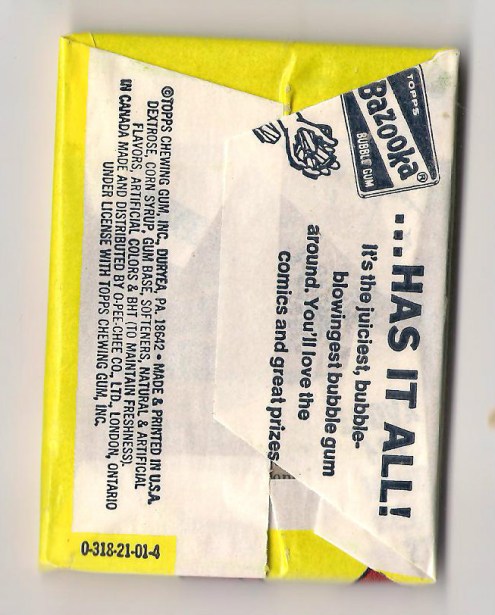 TOPPS
Bazooka®
BUBBLE GUM
...HAS IT ALL!
It's the juiciest, bubble-
blowingest bubble gum
around. You'll love the
comics and great prizes
©TOPPS CHEWING GUM, INC., DURYEA, PA. 18642 • MADE & PRINTED IN U.S.A.
DEXTROSE, CORN SYRUP, GUM BASE, SOFTENERS, NATURAL & ARTIFICIAL
FLAVORS, ARTIFICIAL COLORS & BHT (TO MAINTAIN FRESHNESS).
IN CANADA MADE AND DISTRIBUTED BY O-PEE-CHEE CO., LTD., LONDON, ONTARIO
UNDER LICENSE WITH TOPPS CHEWING GUM, INC.
0-318-21-01-4